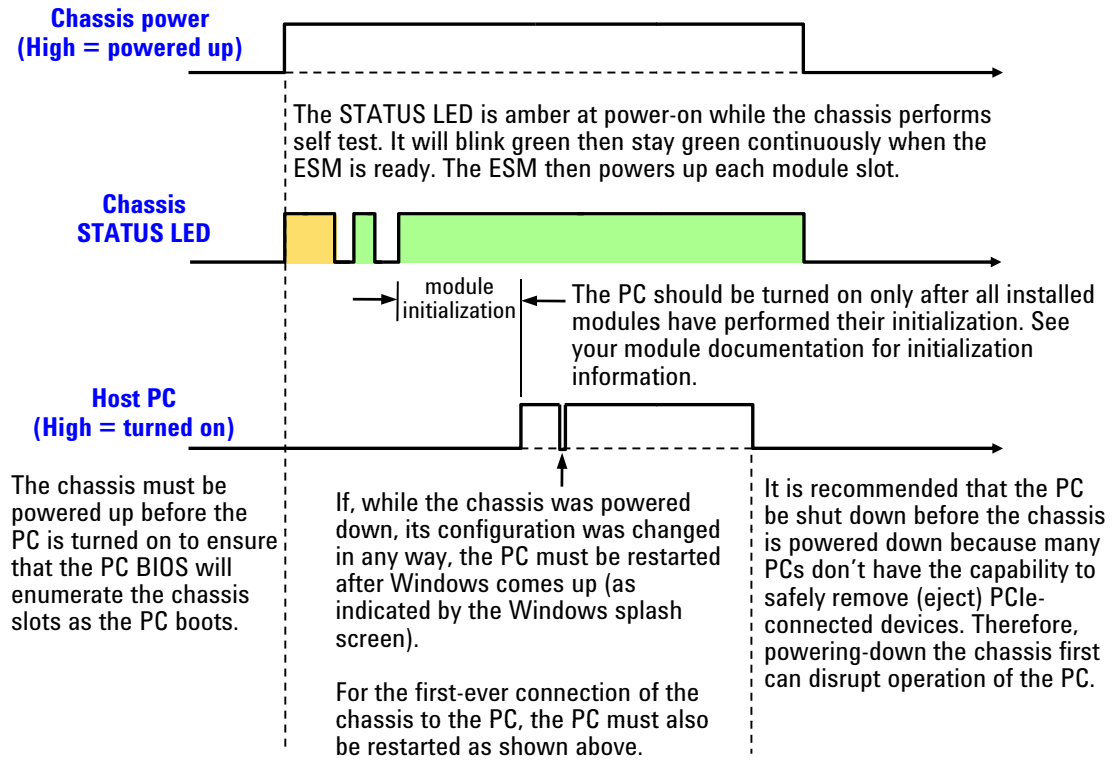 Chassis power
(High = powered up)
The STATUS LED is amber at power-on while the chassis performs
self test. It will blink green then stay green continuously when the
ESM is ready. The ESM then powers up each module slot.
Chassis
STATUS LED
module
initialization
The PC should be turned on only after all installed
modules have performed their initialization. See
your module documentation for initialization
information.
Host PC
(High = turned on)
The chassis must be
powered up before the
PC is turned on to ensure
that the PC BIOS will
enumerate the chassis
slots as the PC boots.
If, while the chassis was powered
down, its configuration was changed
in any way, the PC must be restarted
after Windows comes up (as
indicated by the Windows splash
screen).
For the first-ever connection of the
chassis to the PC, the PC must also
be restarted as shown above.
It is recommended that the PC
be shut down before the chassis
is powered down because many
PCs don't have the capability to
safely remove (eject) PCIe-
connected devices. Therefore,
powering-down the chassis first
can disrupt operation of the PC.